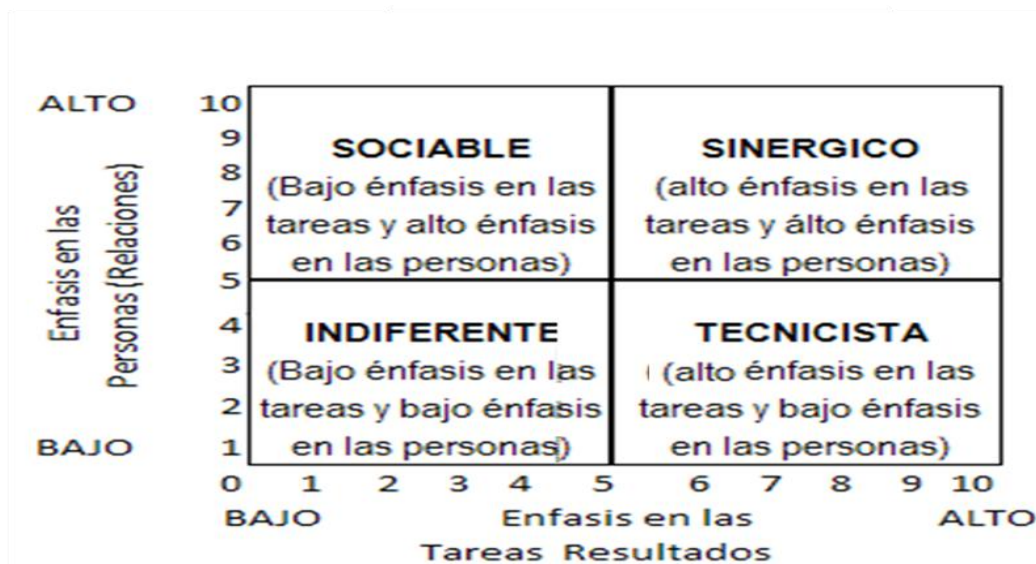 ALTO
10
9
8
7
6
5
4
3
2
1
BAJO
Enfasis en las
Personas (Relaciones)
SOCIABLE
(Bajo énfasis en las
tareas y alto énfasis
en las personas)
SINERGICO
(alto énfasis en las
tareas y álto énfasis
en las personas)
INDIFERENTE
(Bajo énfasis en las
tareas y bajo énfasis
en las personas)
TECNICISTA
(alto énfasis en las
tareas y bajo énfasis
en las personas)
0 1 2 3 4 5 6 7 8 9 10
BAJO Enfasis en las ALTO
Tareas Resultados